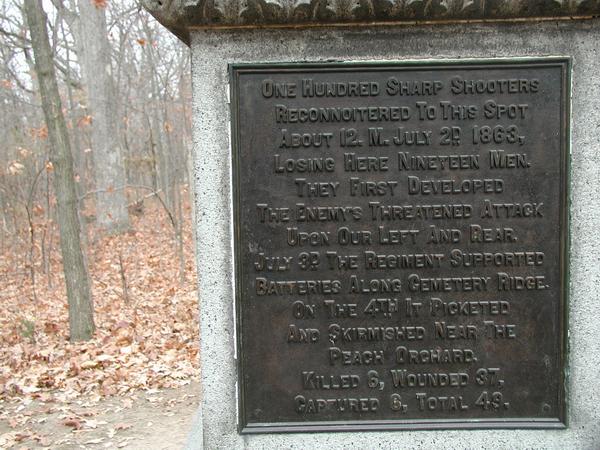 ONE HUNDRED SHARP SHOOTERS
RECONNOITERED TO THIS SPOT
ABOUT 12. M. JULY 2D 1863,
LOSING HERE NINETEEN MEN.
THEY FIRST DEVELOPED
THE ENEMY'S THREATENED ATTACK
UPON OUR LEFT AND REAR.
JULY 3D THE REGIMENT SUPPORTED
BATTERIES ALONG CEMETERY RIDGE.
ON THE 4TH IT PICKETED
AND SKIRMISHED NEAR THE
PEACH ORCHARD.
KILLED 6, WOUNDED 37,
CAPTURED 6, TOTAL 49.